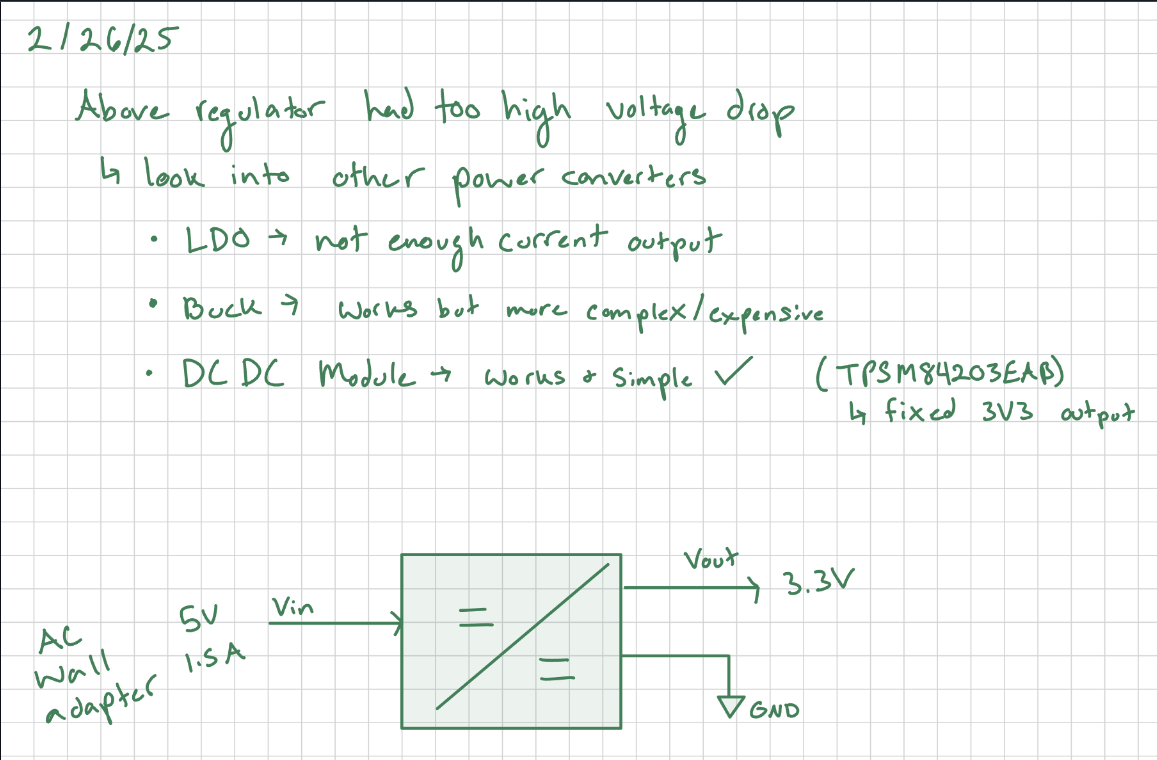 2/26/25
Above regulator had too high voltage drop
↳ look into other power converters
• LDO → not enough current output
• Buck → works but more complex/expensive
• DCDC Module → works & simple ✓ (TPSM84203EAB)
↳ fixed 3V3 output
AC
Wall
adapter
5V
1.5A
Vin
=
=
Vout
3.3V
GND